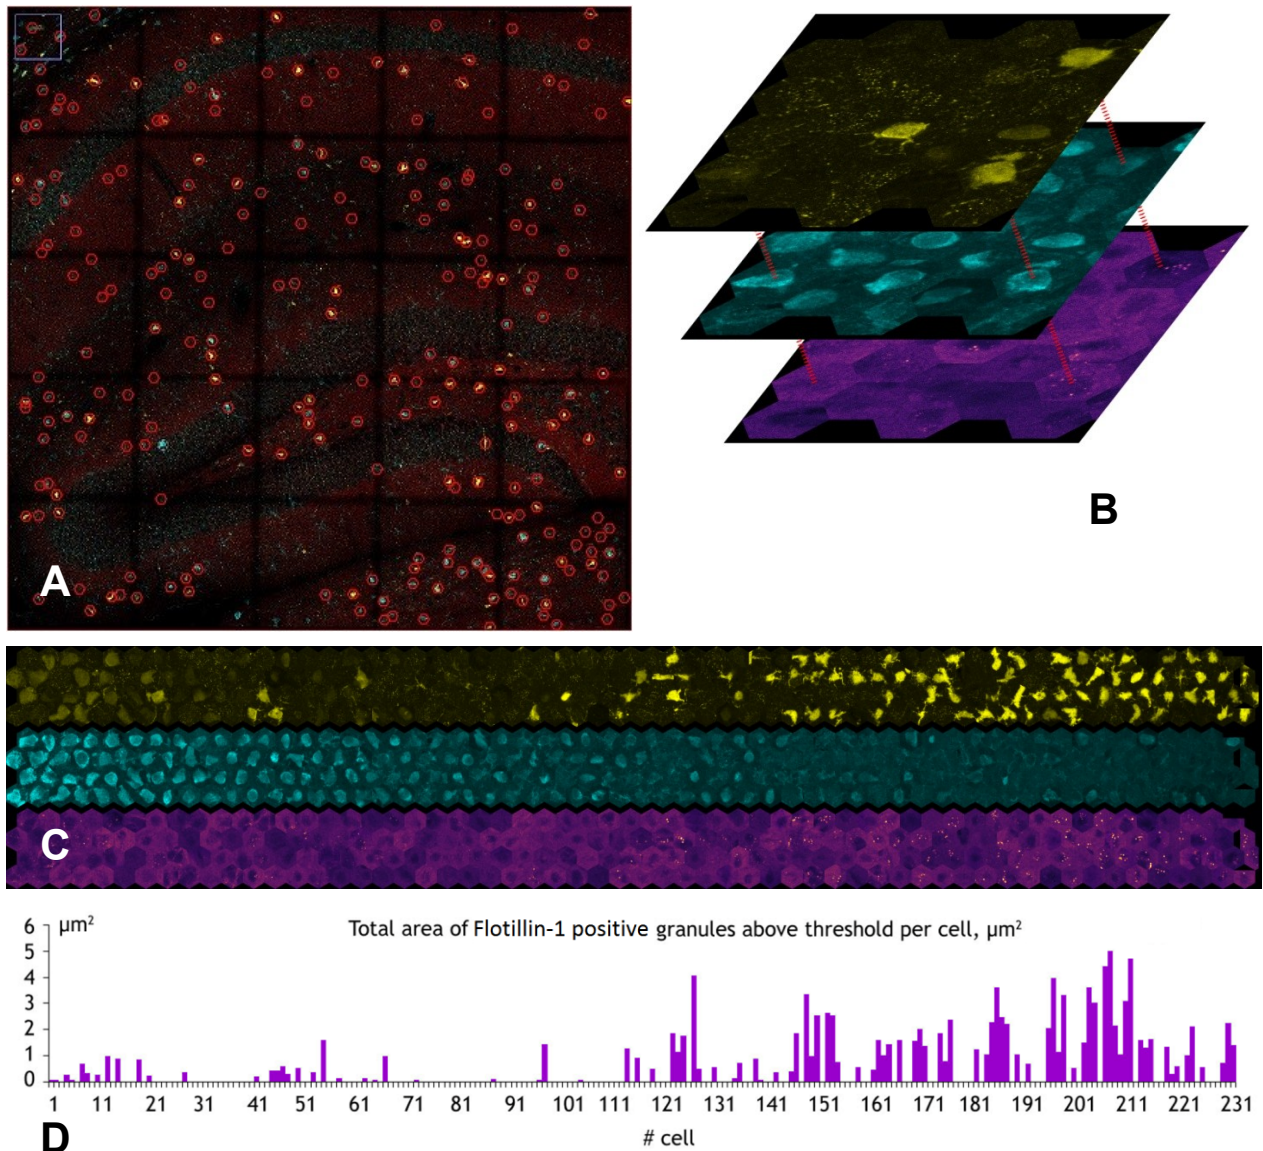 A
B
C
6 µm²
Total area of Flotillin-1 positive granules above threshold per cell, µm²
5
4
3
2
1
0
1 11 21 31 41 51 61 71 81 91 101 111 121 131 141 151 161 171 181 191 201 211 221 231
# cell
D